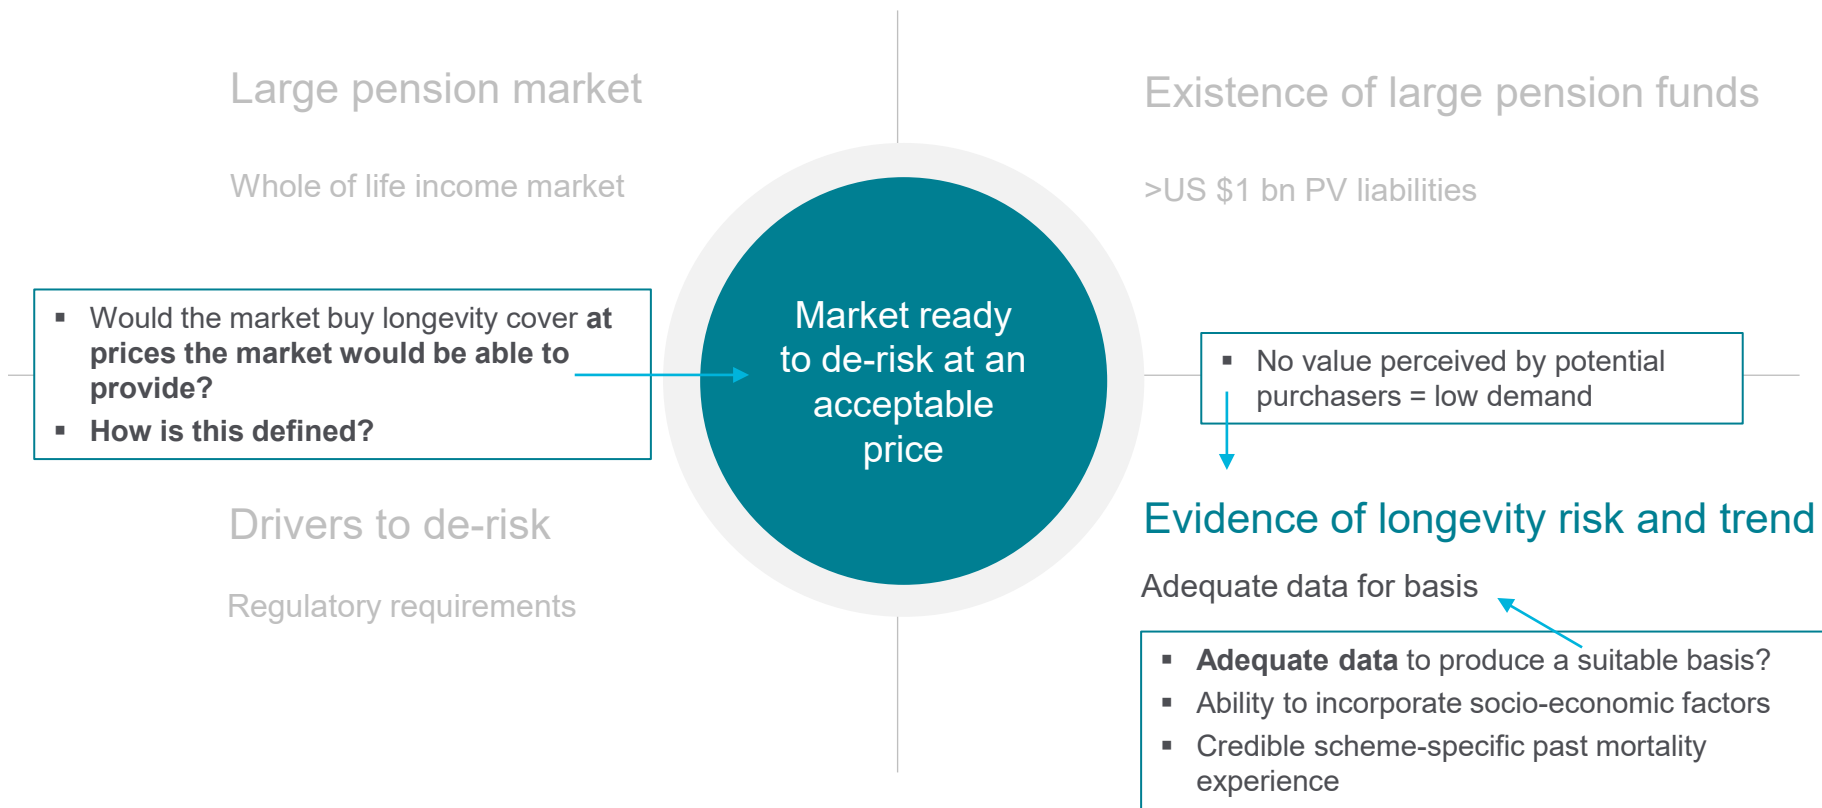 Large pension market
Whole of life income market
Existence of large pension funds
>US $1 bn PV liabilities
▪ Would the market buy longevity cover at
prices the market would be able to
provide?
▪ How is this defined?
Market ready
to de-risk at an
acceptable
price
▪ No value perceived by potential
purchasers = low demand
Drivers to de-risk
Regulatory requirements
Evidence of longevity risk and trend
Adequate data for basis
▪ Adequate data to produce a suitable basis?
▪ Ability to incorporate socio-economic factors
▪ Credible scheme-specific past mortality
experience